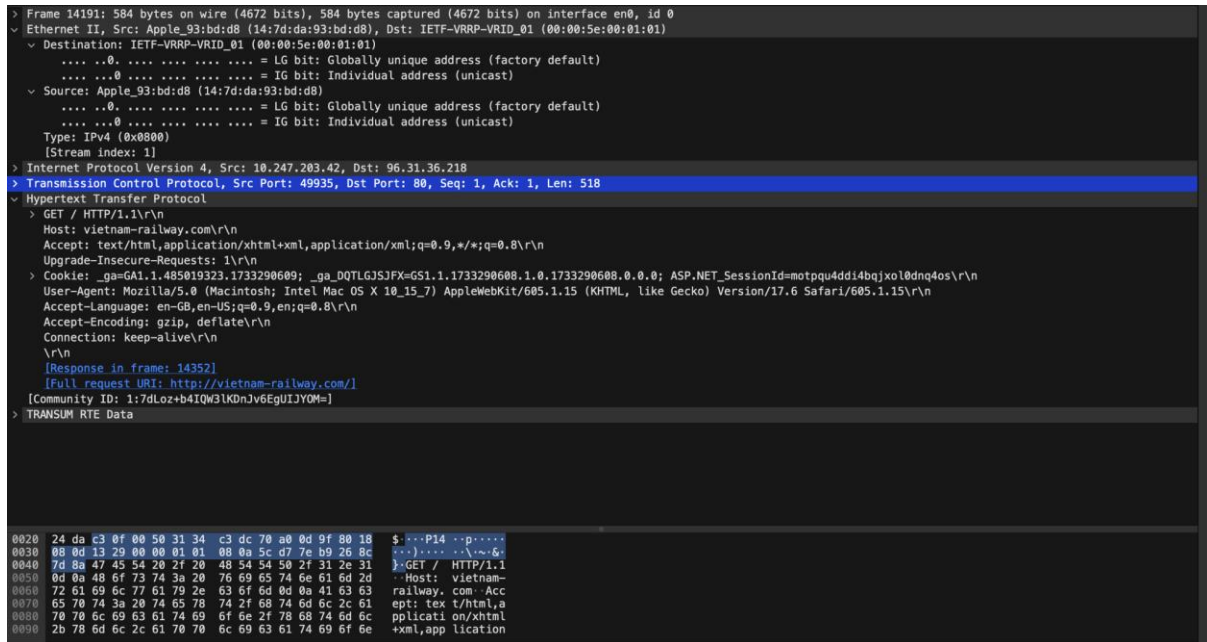 > Frame 14191: 584 bytes on wire (4672 bits), 584 bytes captured (4672 bits) on interface en0, id 0
Ethernet II, Src: Apple_93:bd:d8 (14:7d:da:93:bd:d8), Dst: IETF-VRRP-VRID_01 (00:00:5e:00:01:01)
Destination: IETF-VRRP-VRID_01 (00:00:5e:00:01:01)
.... ..0. .... .... .... .... = LG bit: Globally unique address (factory default)
.... ...0 .... .... .... .... = IG bit: Individual address (unicast)
Source: Apple_93:bd:d8 (14:7d:da:93:bd:d8)
.... ..0. .... .... .... .... = LG bit: Globally unique address (factory default)
.... ...0 .... .... .... .... = IG bit: Individual address (unicast)
Type: IPv4 (0x0800)
[Stream index: 1]
> Internet Protocol Version 4, Src: 10.247.203.42, Dst: 96.31.36.218
> Transmission Control Protocol, Src Port: 49935, Dst Port: 80, Seq: 1, Ack: 1, Len: 518
Hypertext Transfer Protocol
> GET / HTTP/1.1\r\n
Host: vietnam-railway.com\r\n
Accept: text/html,application/xhtml+xml,application/xml;q=0.9,*/*;q=0.8\r\n
Upgrade-Insecure-Requests: 1\r\n
> Cookie: _ga=GA1.1.485019323.1733290609; _ga_DQTLGJSJFX=GS1.1.1733290608.1.0.1733290608.0.0.0; ASP.NET_SessionId=motpqu4ddi4bqjxol0dnq4os\r\n
User-Agent: Mozilla/5.0 (Macintosh; Intel Mac OS X 10_15_7) AppleWebKit/605.1.15 (KHTML, like Gecko) Version/17.6 Safari/605.1.15\r\n
Accept-Language: en-GB,en-US;q=0.9,en;q=0.8\r\n
Accept-Encoding: gzip, deflate\r\n
Connection: keep-alive\r\n
\r\n
[Response in frame: 14352]
[Full request URI: http://vietnam-railway.com/]
[Community ID: 1:7dLoz+b4IQW3lKDnJv6EgUIJYOM=]
> TRANSUM RTE Data
0020 24 da c3 0f 00 50 31 34 c3 dc 70 a0 0d 9f 80 18 $····P14 ··p·····
0030 08 0d 13 29 00 00 01 01 08 0a 5c d7 7e b9 26 8c ···)···· ··\·~·&·
0040 7d 8a 47 45 54 20 2f 20 48 54 54 50 2f 31 2e 31 }·GET / HTTP/1.1
0050 0d 0a 48 6f 73 74 3a 20 76 69 65 74 6e 61 6d 2d ··Host: vietnam-
0060 72 61 69 6c 77 61 79 2e 63 6f 6d 0d 0a 41 63 63 railway. com··Acc
0070 65 70 74 3a 20 74 65 78 74 2f 68 74 6d 6c 2c 61 ept: tex t/html,a
0080 70 70 6c 69 63 61 74 69 6f 6e 2f 78 68 74 6d 6c pplicati on/xhtml
0090 2b 78 6d 6c 2c 61 70 70 6c 69 63 61 74 69 6f 6e +xml,app lication